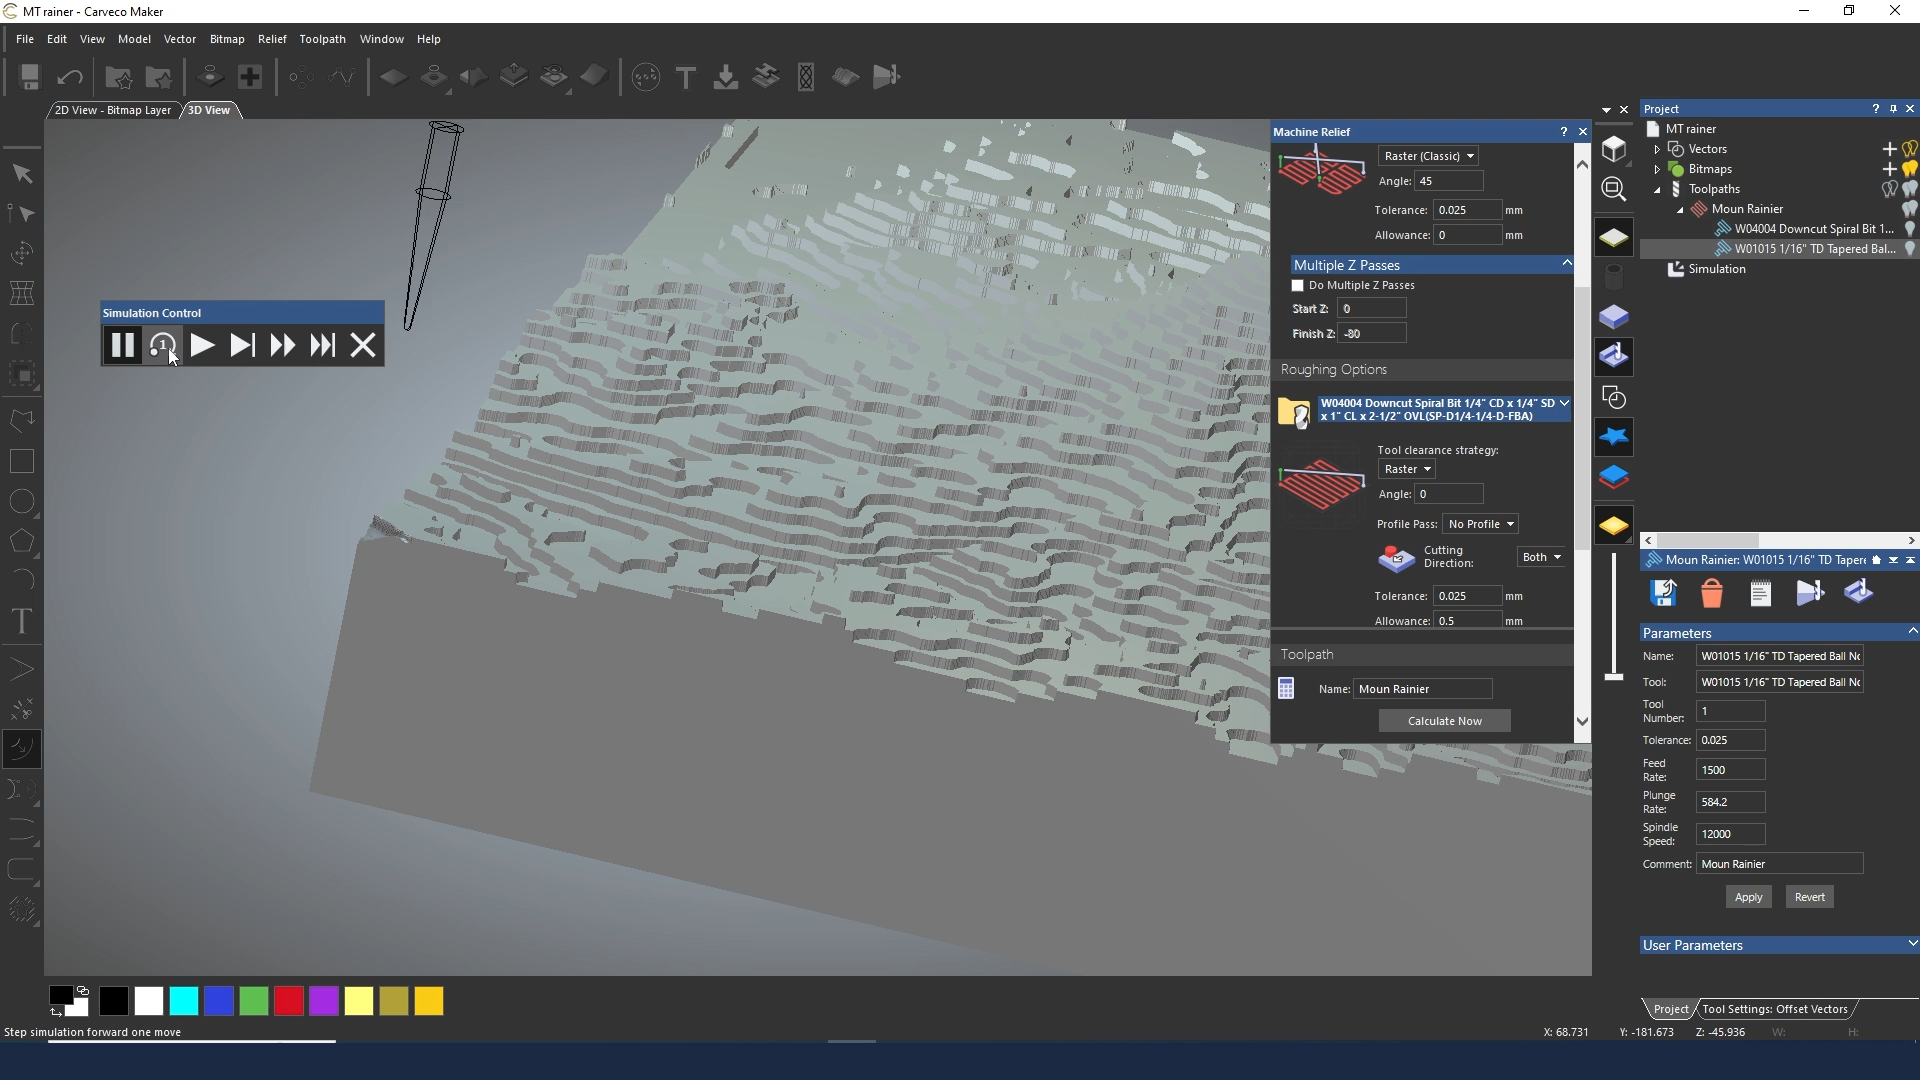 MT rainer - Carveco Maker
File Edit View Model Vector Bitmap Relief Toolpath Window Help
2D View - Bitmap Layer
3D View
Simulation Control
1
Machine Relief
Raster (Classic)
Angle: 45
Tolerance: 0.025 mm
Allowance: 0 mm
Multiple Z Passes
Do Multiple Z Passes
Start Z: 0
Finish Z: -80
Roughing Options
W04004 Downcut Spiral Bit 1/4" CD x 1/4" SD
x 1" CL x 2-1/2" OVL(SP-D1/4-1/4-D-FBA)
Tool clearance strategy:
Raster
Angle: 0
Profile Pass: No Profile
Cutting
Direction:
Both
Tolerance: 0.025 mm
Allowance: 0.5 mm
Toolpath
Name: Moun Rainier
Calculate Now
Project
MT rainer
Vectors
Bitmaps
Toolpaths
Moun Rainier
W04004 Downcut Spiral Bit 1...
W01015 1/16" TD Tapered Bal...
Simulation
Moun Rainier: W01015 1/16" TD Tapere
Parameters
Name: W01015 1/16" TD Tapered Ball Nc
Tool: W01015 1/16" TD Tapered Ball Nc
Tool
Number:
1
Tolerance: 0.025
Feed
Rate:
1500
Plunge
Rate:
584.2
Spindle
Speed:
12000
Comment: Moun Rainier
Apply
Revert
User Parameters
Project
Tool Settings: Offset Vectors
Step simulation forward one move
X: 68.731 Y: -181.673 Z: -45.936 W: H: